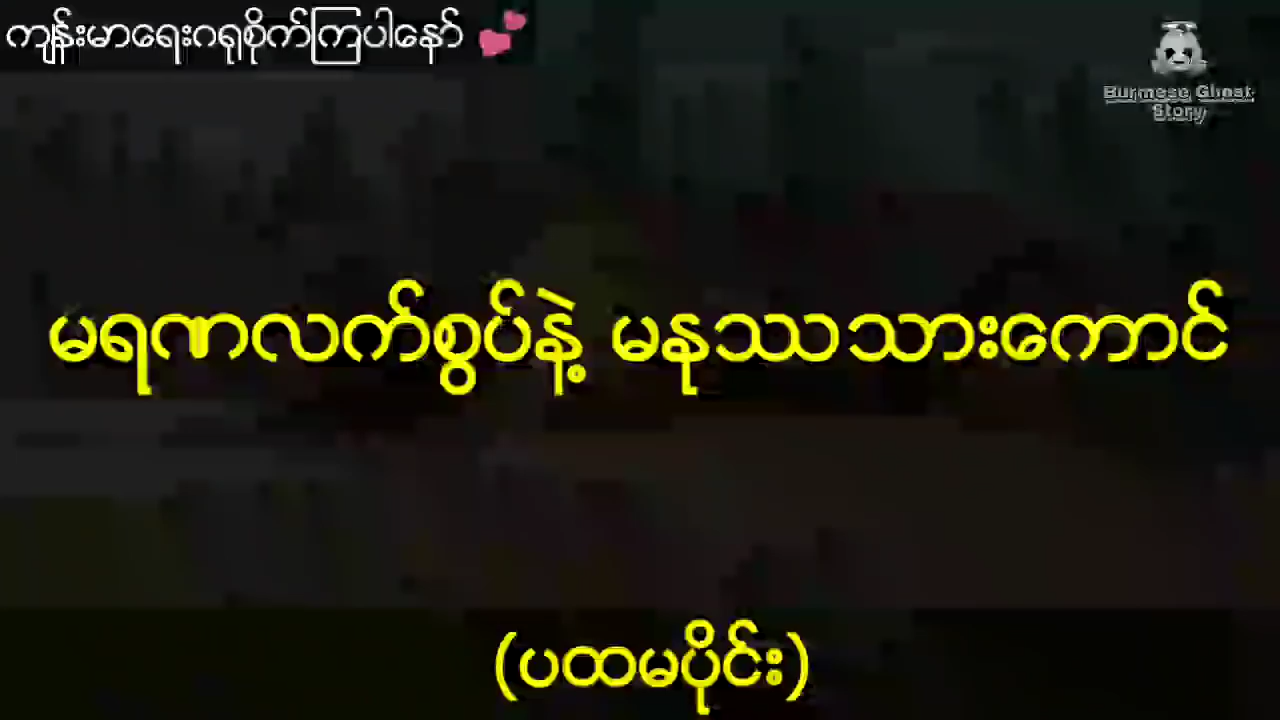 ကျန်းမာရေးဂရုစိုက်ကြပါနော် 💕
Burmese Ghost
Story
မရဏလက်စွပ်နဲ့ မနုဿသားကောင်
(ပထမပိုင်း)